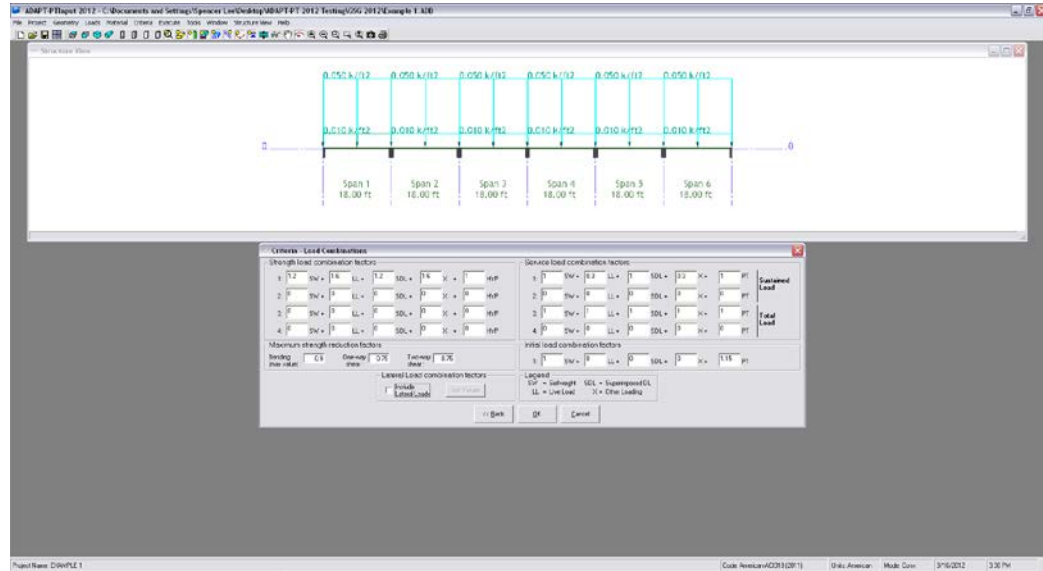 ADAPT-PTInput 2012 - C:\Documents and Settings\Spencer Lee\Desktop\ADAPT-PT 2012 Testing\GSG 2012\Example 1.ADB
File Project Geometry Loads Material Criteria Execute Tools Window Structure View Help
Structure View
0.050 k/ft2 0.050 k/ft2 0.050 k/ft2 0.050 k/ft2 0.050 k/ft2 0.050 k/ft2
0.010 k/ft2 0.010 k/ft2 0.010 k/ft2 0.010 k/ft2 0.010 k/ft2 0.010 k/ft2
0 .0
Span 1 Span 2 Span 3 Span 4 Span 5 Span 6
18.00 ft 18.00 ft 18.00 ft 18.00 ft 18.00 ft 18.00 ft
Criteria - Load Combinations
Strength load combination factors
1: 1.2 SW + 1.6 LL + 1.2 SDL + 1.6 X + 1 HYP
2: 0 SW + 0 LL + 0 SDL + 0 X + 0 HYP
3: 0 SW + 0 LL + 0 SDL + 0 X + 0 HYP
4: 0 SW + 0 LL + 0 SDL + 0 X + 0 HYP
Service load combination factors
1: 1 SW + 0.3 LL + 1 SDL + 0.3 X + 1 PT
2: 0 SW + 0 LL + 0 SDL + 0 X + 0 PT
Sustained Load
3: 1 SW + 1 LL + 1 SDL + 1 X + 1 PT
4: 0 SW + 0 LL + 0 SDL + 0 X + 0 PT
Total Load
Maximum strength reduction factors
Bending (max value): 0.9 One-way shear: 0.75 Two-way shear: 0.75
Initial load combination factors
1: 1 SW + 0 LL + 0 SDL + 0 X + 1.15 PT
Lateral Load combination factors
Include Lateral Loads
Set Values
Legend
SW = Selfweight SDL = Superimposed DL
LL = Live Load X = Other Loading
<< Back OK Cancel
Project Name: EXAMPLE 1
Code: American-ACI318 (2011) Units: American Mode: Conv 3/16/2012 3:30 PM